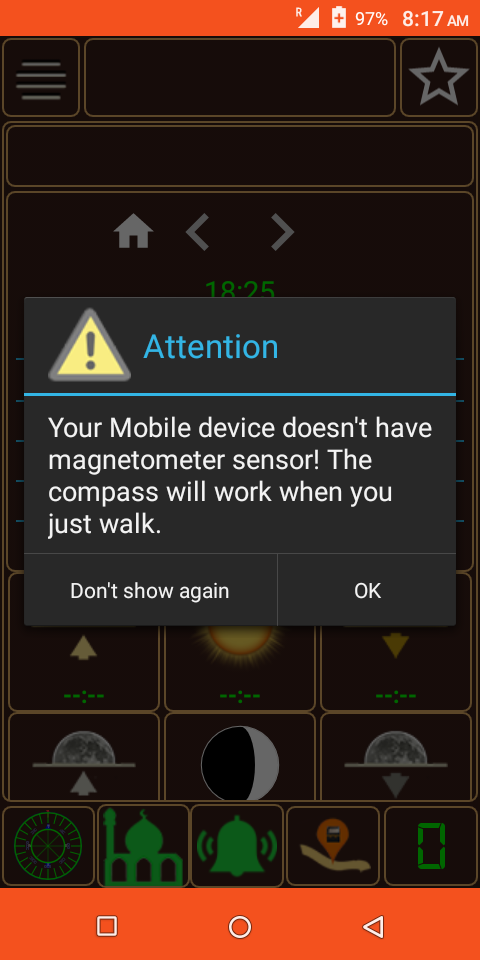 R 97% 8:17 AM
18:25
Attention
Your Mobile device doesn't have
magnetometer sensor! The
compass will work when you
just walk.
Don't show again OK
--:-- --:-- --:--
0